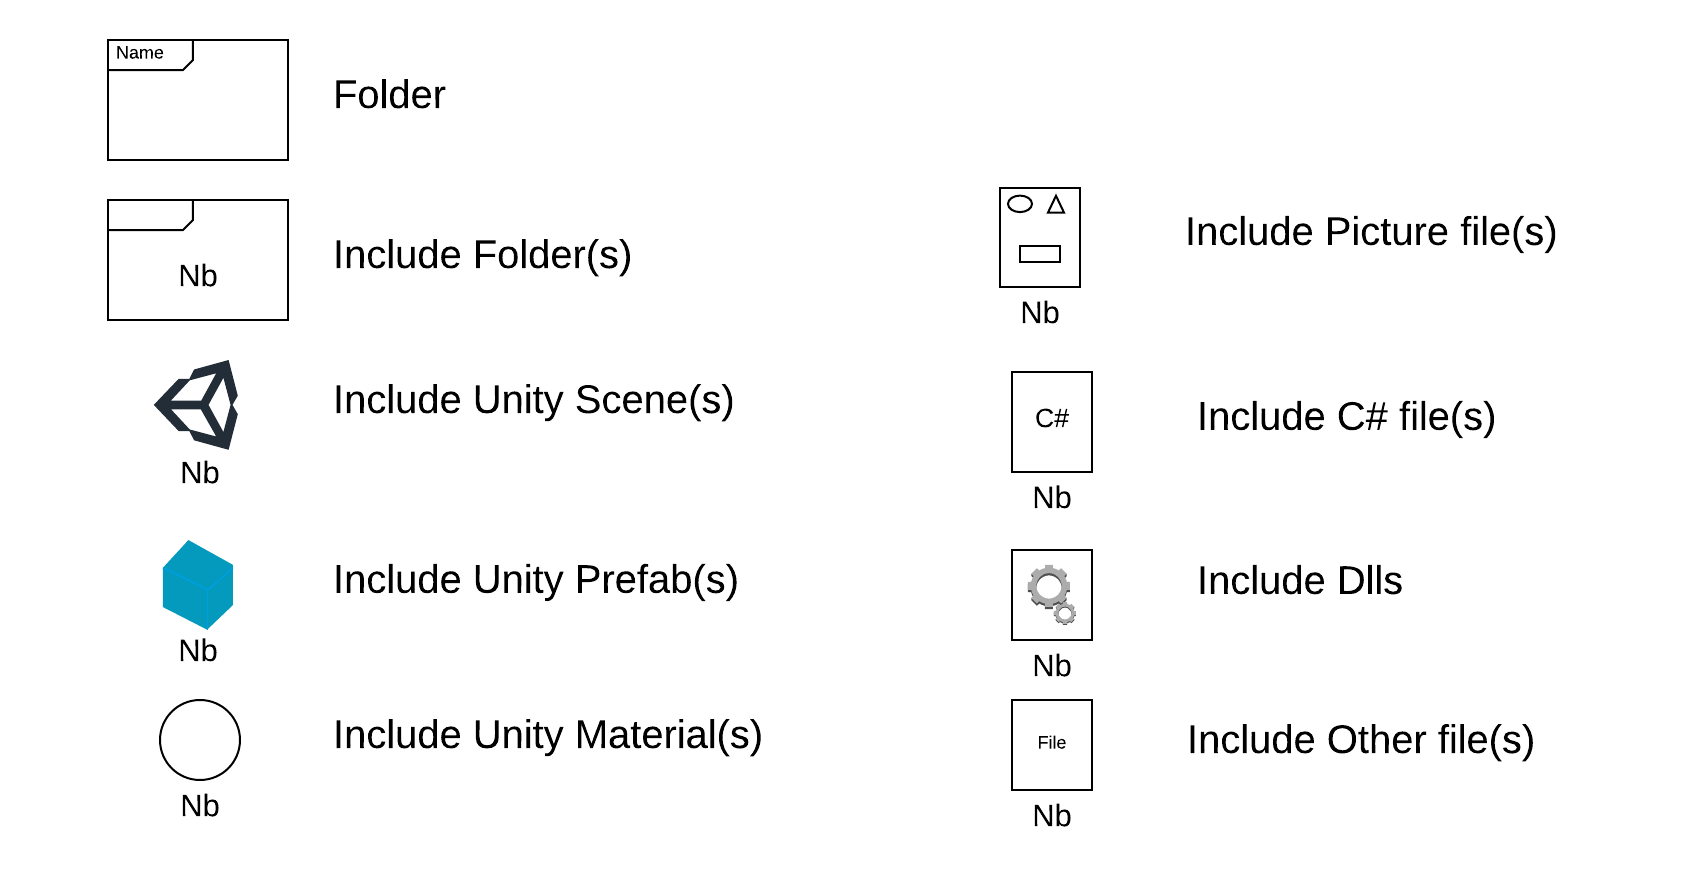 Name
Folder
Nb
Include Folder(s)
Include Unity Scene(s)
Nb
Include Unity Prefab(s)
Nb
Include Unity Material(s)
Nb
Include Picture file(s)
Nb
C#
Include C# file(s)
Nb
Include Dlls
Nb
File
Include Other file(s)
Nb